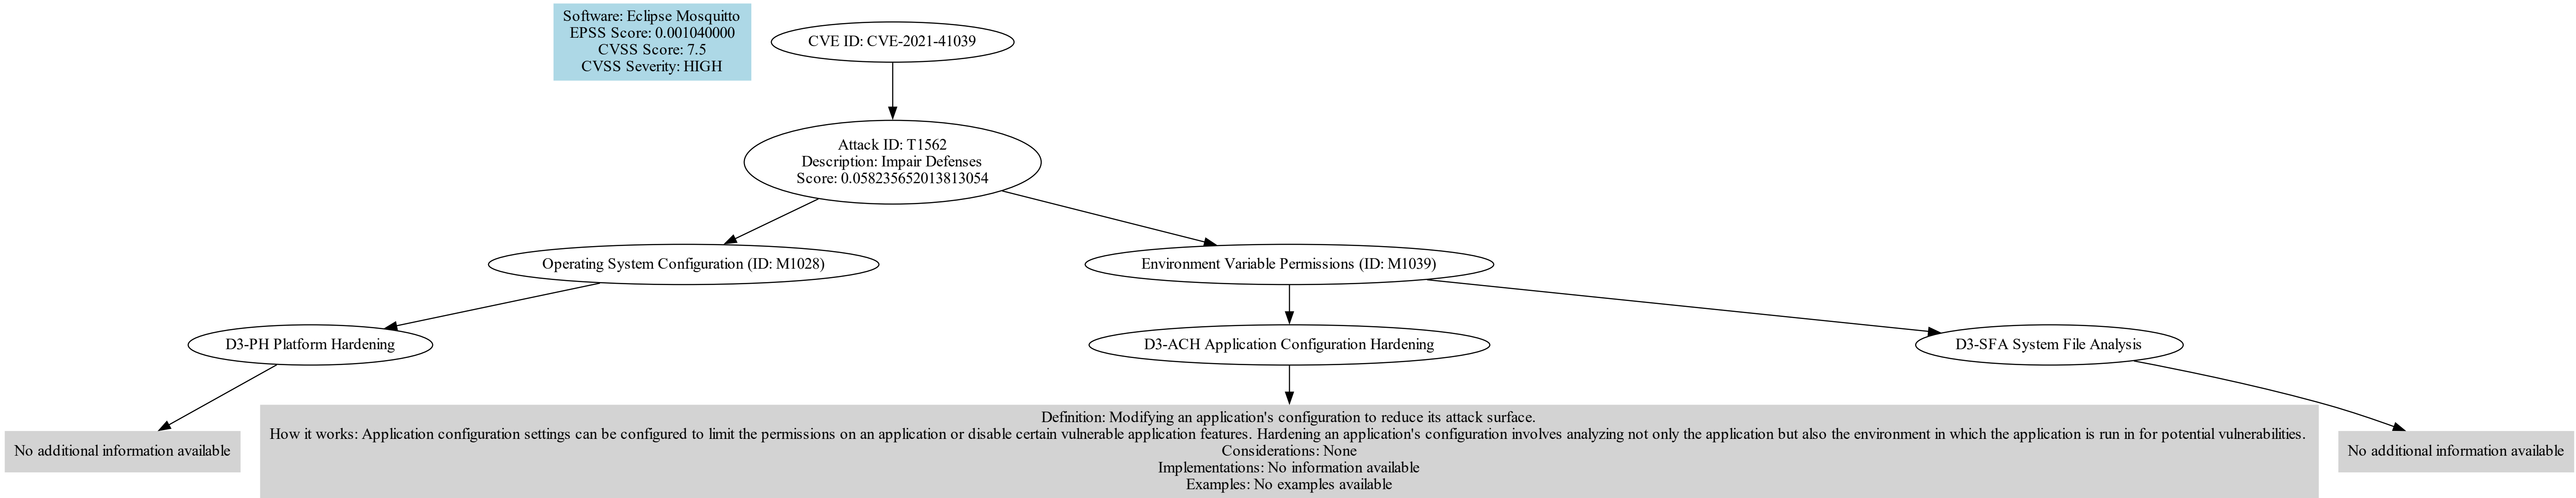 Software: Eclipse Mosquitto
EPSS Score: 0.001040000
CVSS Score: 7.5
CVSS Severity: HIGH
CVE ID: CVE-2021-41039
Attack ID: T1562
Description: Impair Defenses
Score: 0.058235652013813054
Operating System Configuration (ID: M1028)
Environment Variable Permissions (ID: M1039)
D3-PH Platform Hardening
D3-ACH Application Configuration Hardening
D3-SFA System File Analysis
No additional information available
Definition: Modifying an application's configuration to reduce its attack surface.
How it works: Application configuration settings can be configured to limit the permissions on an application or disable certain vulnerable application features. Hardening an application's configuration involves analyzing not only the application but also the environment in which the application is run in for potential vulnerabilities.
Considerations: None
Implementations: No information available
Examples: No examples available
No additional information available